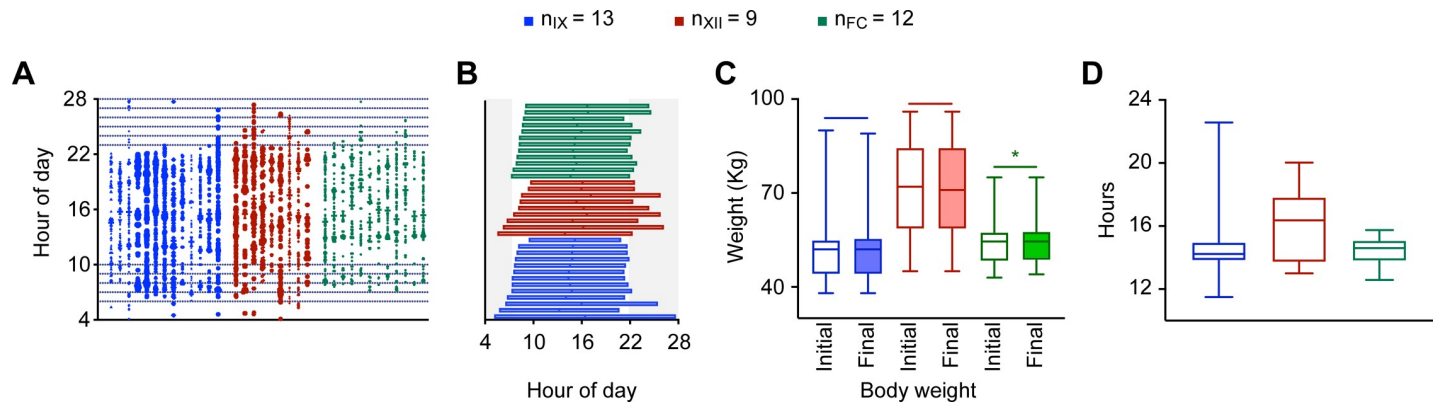 n_IX = 13 n_XII = 9 n_FC = 12
A B C D
28
22
16
10
4
Hour of day
4 10 16 22 28
Hour of day
100
70
40
Weight (Kg)
*
Initial Final Initial Final Initial Final
Body weight
24
20
16
12
Hours